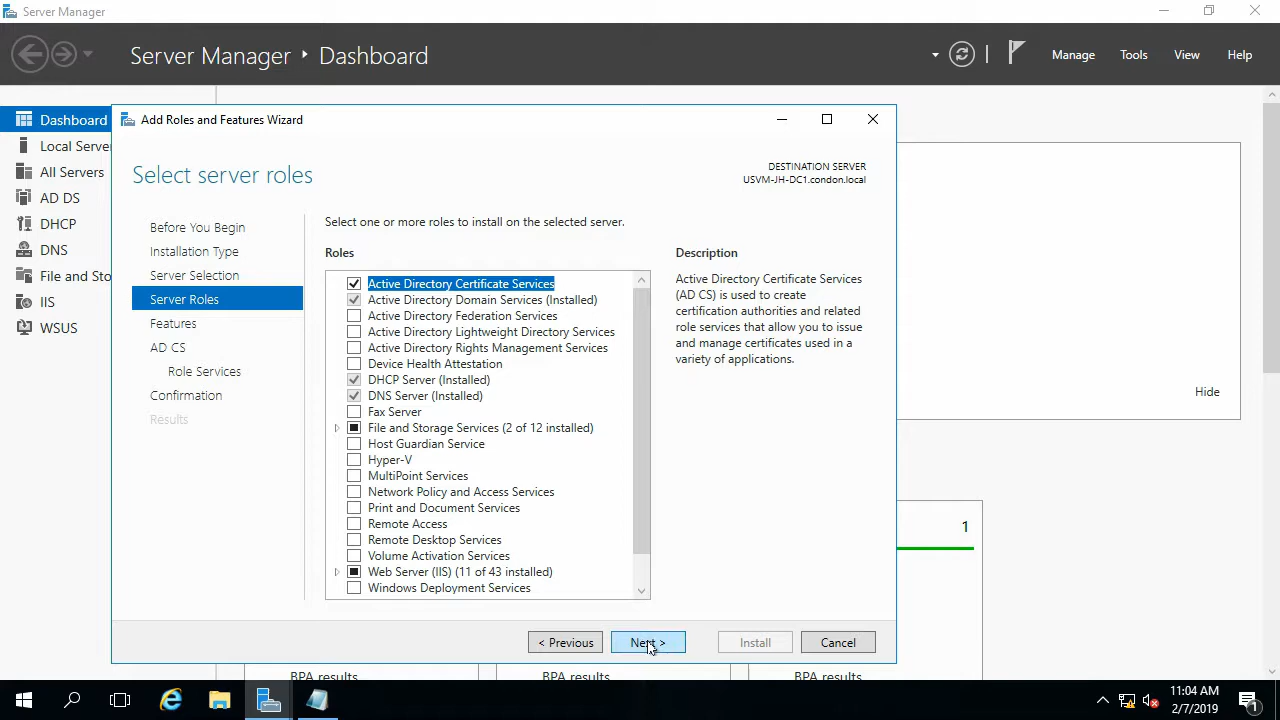 Server Manager
Server Manager ‣ Dashboard
Manage
Tools
View
Help
Dashboard
Local Serve
All Servers
AD DS
DHCP
DNS
File and Sto
IIS
WSUS
Add Roles and Features Wizard
Select server roles
DESTINATION SERVER
USVM-JH-DC1.condon.local
Before You Begin
Installation Type
Server Selection
Server Roles
Features
AD CS
Role Services
Confirmation
Results
Select one or more roles to install on the selected server.
Roles
Active Directory Certificate Services
Active Directory Domain Services (Installed)
Active Directory Federation Services
Active Directory Lightweight Directory Services
Active Directory Rights Management Services
Device Health Attestation
DHCP Server (Installed)
DNS Server (Installed)
Fax Server
File and Storage Services (2 of 12 installed)
Host Guardian Service
Hyper-V
MultiPoint Services
Network Policy and Access Services
Print and Document Services
Remote Access
Remote Desktop Services
Volume Activation Services
Web Server (IIS) (11 of 43 installed)
Windows Deployment Services
Description
Active Directory Certificate Services
(AD CS) is used to create
certification authorities and related
role services that allow you to issue
and manage certificates used in a
variety of applications.
Hide
1
< Previous
Next >
Install
Cancel
BPA results
BPA results
BPA results
11:04 AM
2/7/2019
1